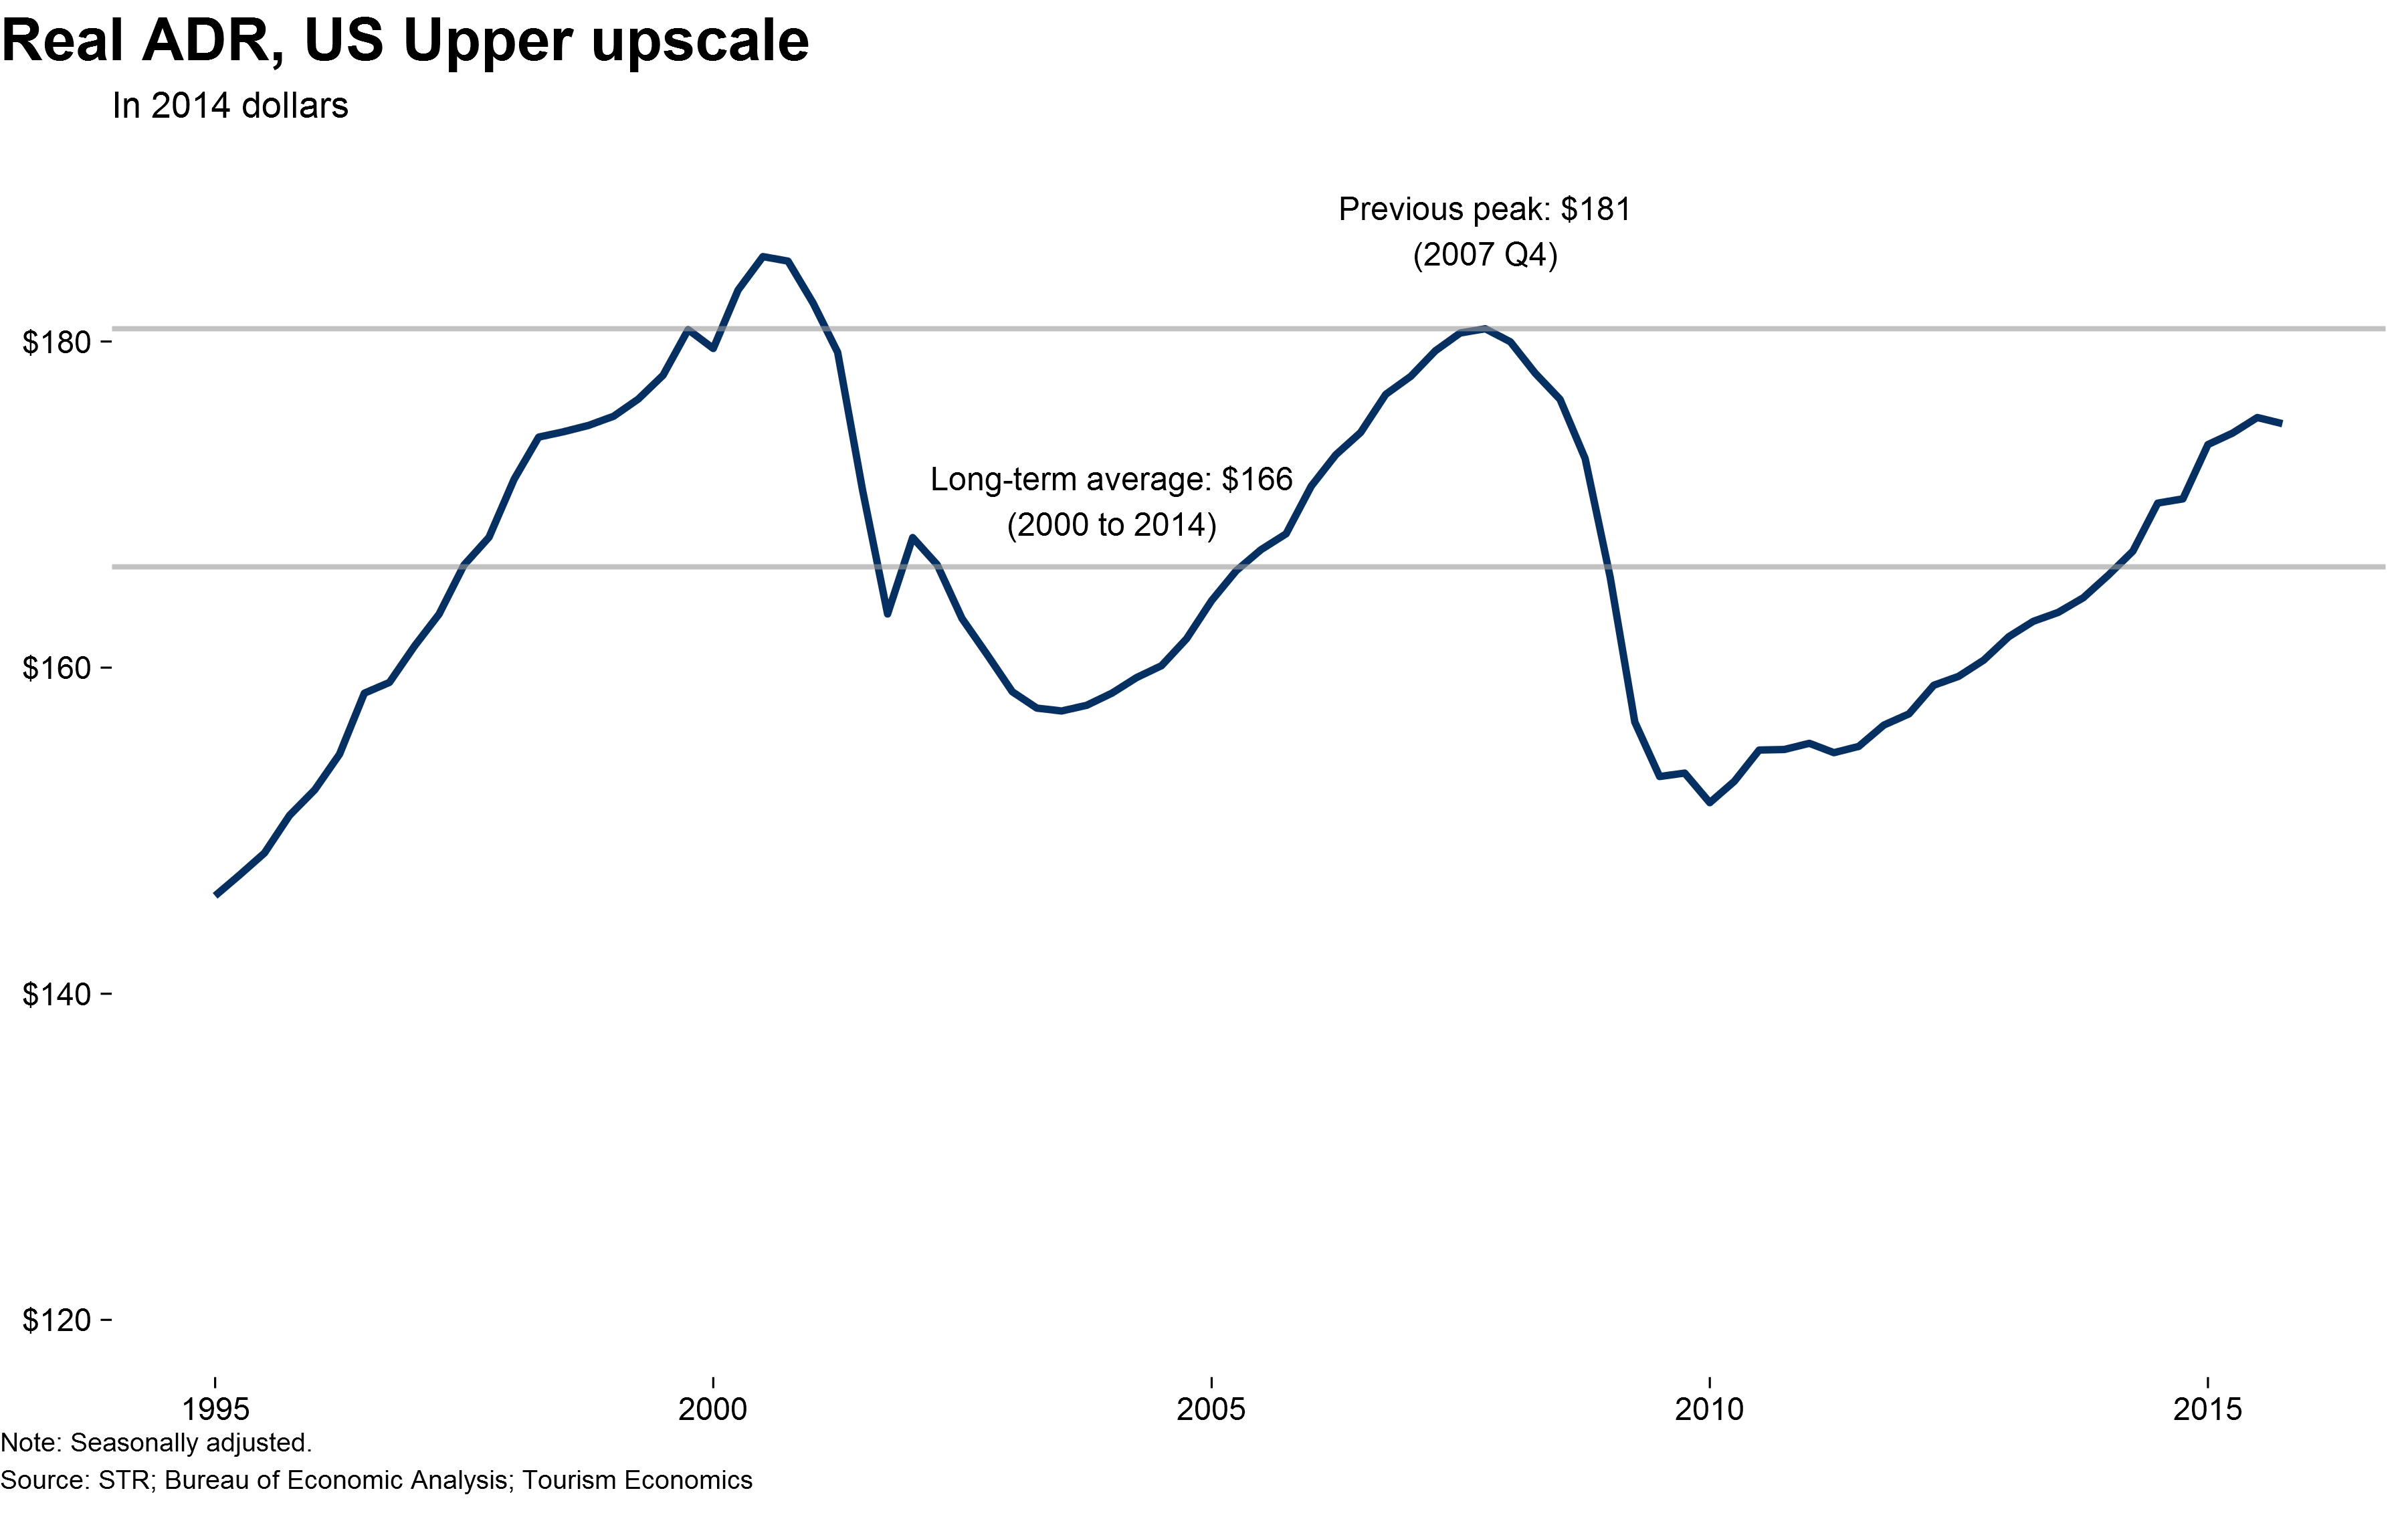 Real ADR, US Upper upscale
In 2014 dollars
Previous peak: $181
(2007 Q4)
$180
Long-term average: $166
(2000 to 2014)
$160
$140
$120
1995
2000
2005
2010
2015
Note: Seasonally adjusted.
Source: STR; Bureau of Economic Analysis; Tourism Economics